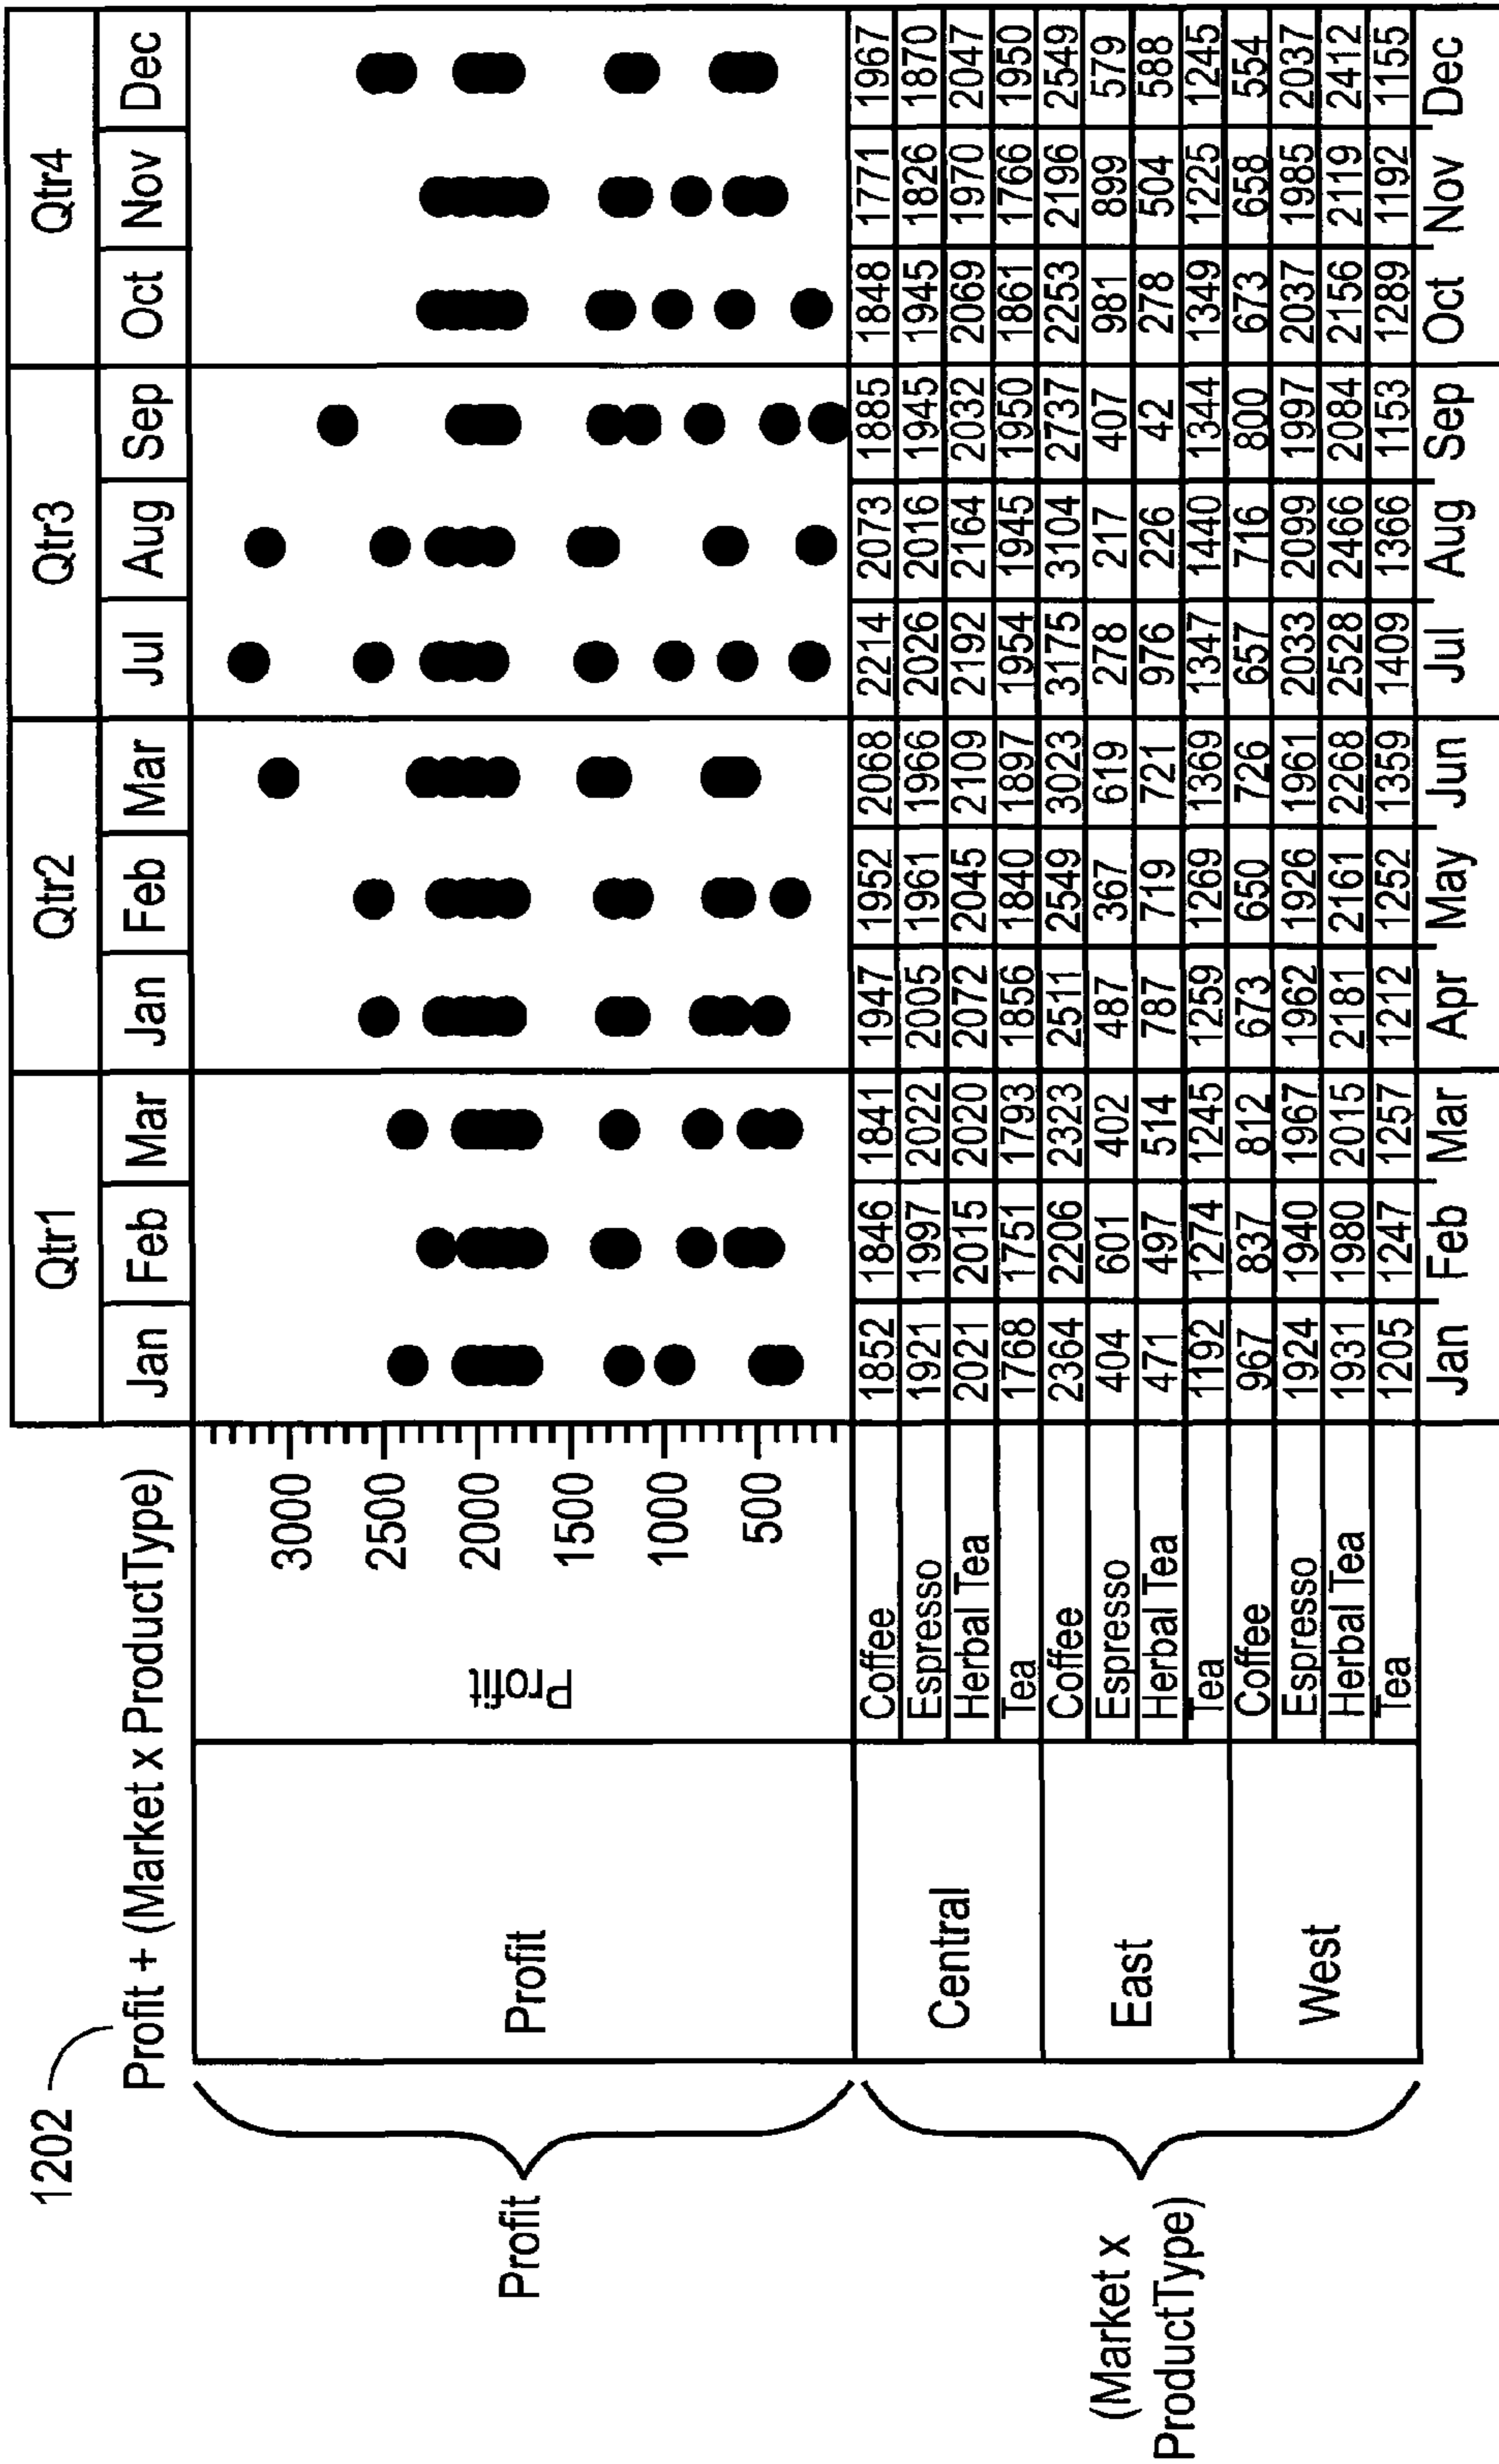 1202
Profit + (Market x ProductType)
Qtr1 Qtr2 Qtr3 Qtr4
Jan Feb Mar Jan Feb Mar Jul Aug Sep Oct Nov Dec
Profit
Profit
Profit
3000
2500
2000
1500
1000
500
(Market x
ProductType)
Central
Coffee 1852 1846 1841 1947 1952 2068 2214 2073 1885 1848 1771 1967
Espresso 1921 1997 2022 2005 1961 1966 2026 2016 1945 1945 1826 1870
Herbal Tea 2021 2015 2020 2072 2045 2109 2192 2164 2032 2069 1970 2047
Tea 1768 1751 1793 1856 1840 1897 1954 1945 1950 1861 1766 1950
East
Coffee 2364 2206 2323 2511 2549 3023 3175 3104 2737 2253 2196 2549
Espresso 404 601 402 487 367 619 278 217 407 981 899 579
Herbal Tea 471 497 514 787 719 721 976 226 42 278 504 588
Tea 1192 1274 1245 1259 1269 1369 1347 1440 1344 1349 1225 1245
West
Coffee 967 837 812 673 650 726 657 716 800 673 658 554
Espresso 1924 1940 1967 1962 1926 1961 2033 2099 1997 2037 1985 2037
Herbal Tea 1931 1980 2015 2181 2161 2268 2528 2466 2084 2156 2119 2412
Tea 1205 1247 1257 1212 1252 1359 1409 1366 1153 1289 1192 1155
Jan Feb Mar Apr May Jun Jul Aug Sep Oct Nov Dec